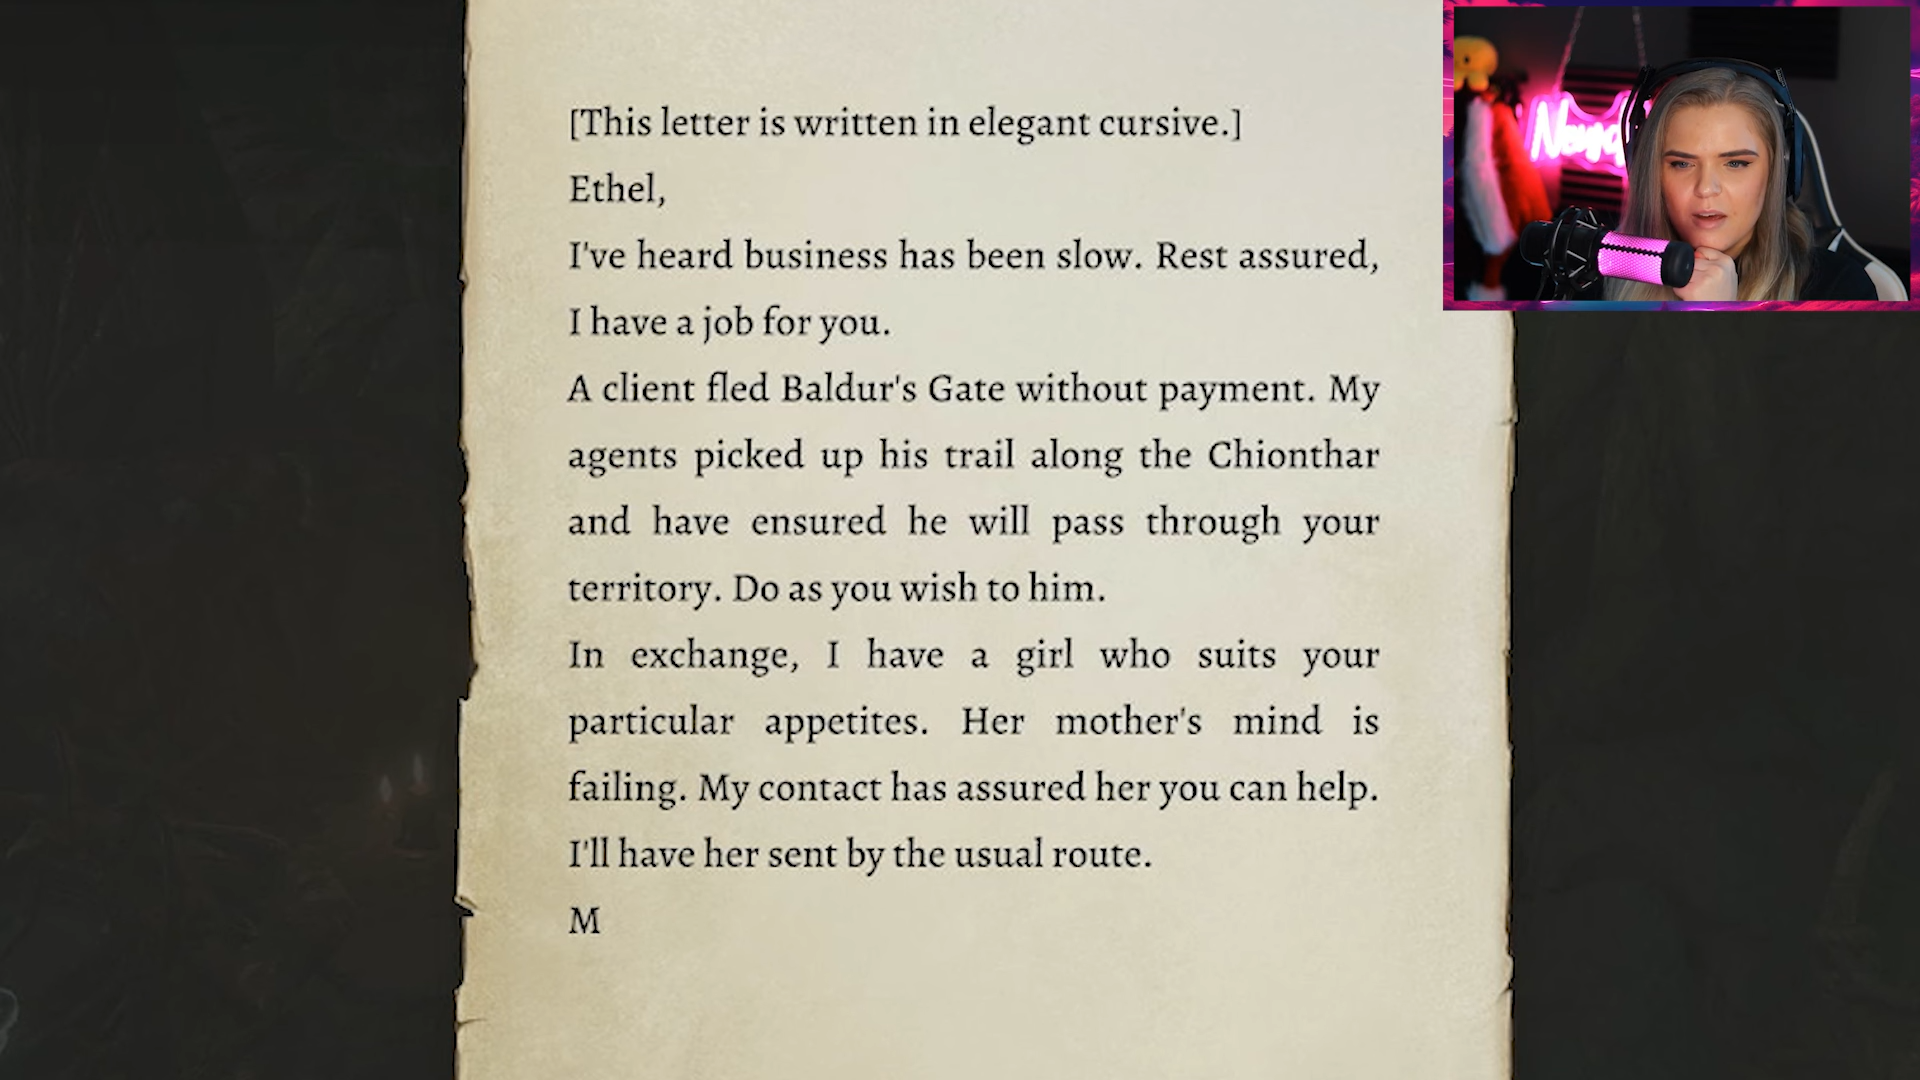 [This letter is written in elegant cursive.]
Ethel,
I've heard business has been slow. Rest assured,
I have a job for you.
A client fled Baldur's Gate without payment. My
agents picked up his trail along the Chionthar
and have ensured he will pass through your
territory. Do as you wish to him.
In exchange, I have a girl who suits your
particular appetites. Her mother's mind is
failing. My contact has assured her you can help.
I'll have her sent by the usual route.
M